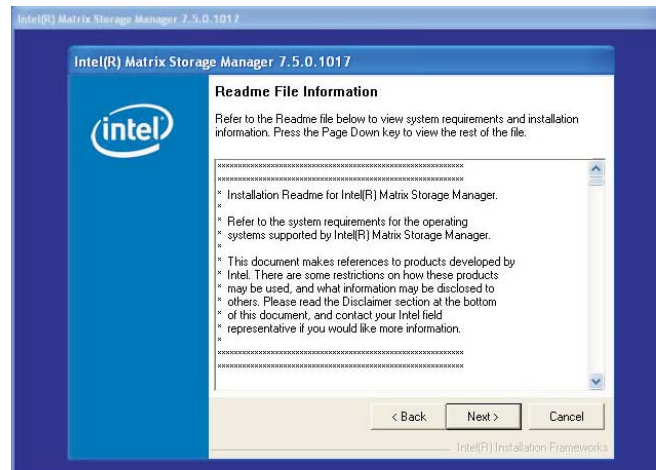 Intel(R) Matrix Storage Manager 7.5.0.1017
Intel(R) Matrix Storage Manager 7.5.0.1017
intel
Readme File Information
Refer to the Readme file below to view system requirements and installation
information. Press the Page Down key to view the rest of the file.
************************************************************
************************************************************
* Installation Readme for Intel(R) Matrix Storage Manager.
*
* Refer to the system requirements for the operating
* systems supported by Intel(R) Matrix Storage Manager.
*
* This document makes references to products developed by
* Intel. There are some restrictions on how these products
* may be used, and what information may be disclosed to
* others. Please read the Disclaimer section at the bottom
* of this document, and contact your Intel field
* representative if you would like more information.
*
************************************************************
************************************************************
< Back Next > Cancel
Intel(R) Installation Frameworks